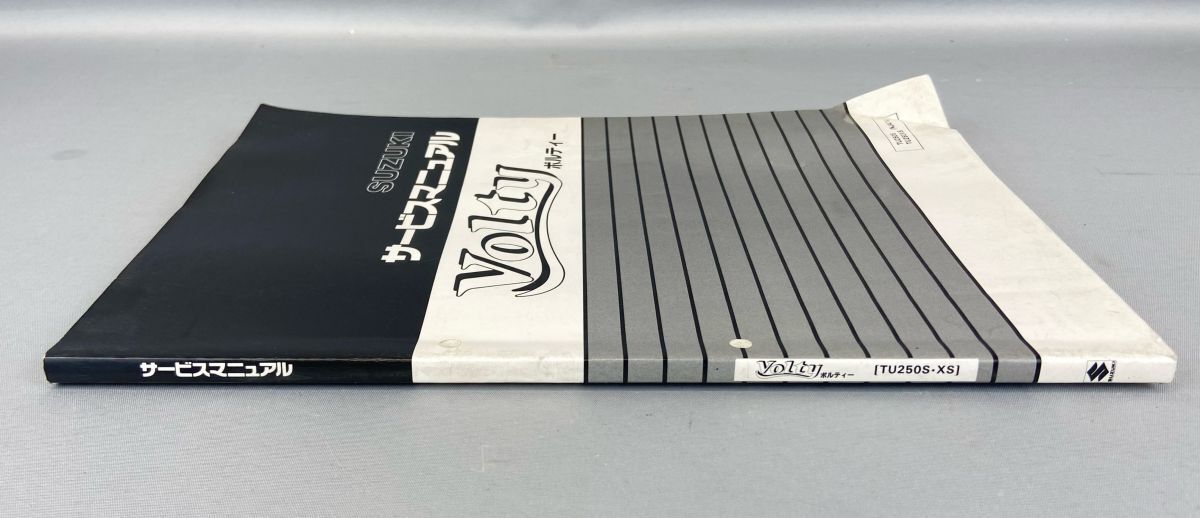 SUZUKI
サービスマニュアル
Volty
ボルティー
サービスマニュアル
Volty ボルティー [TU250S・XS]
SUZUKI